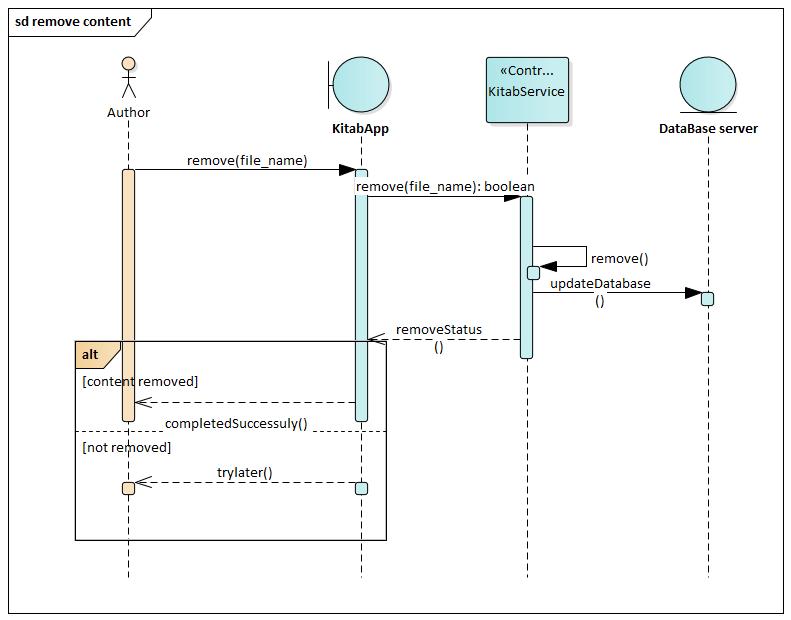 sd remove content
«Contr...
KitabService
Author
KitabApp
DataBase server
remove(file_name)
remove(file_name): boolean
remove()
updateDatabase
()
removeStatus
()
alt
[content removed]
completedSuccessuly()
[not removed]
trylater()